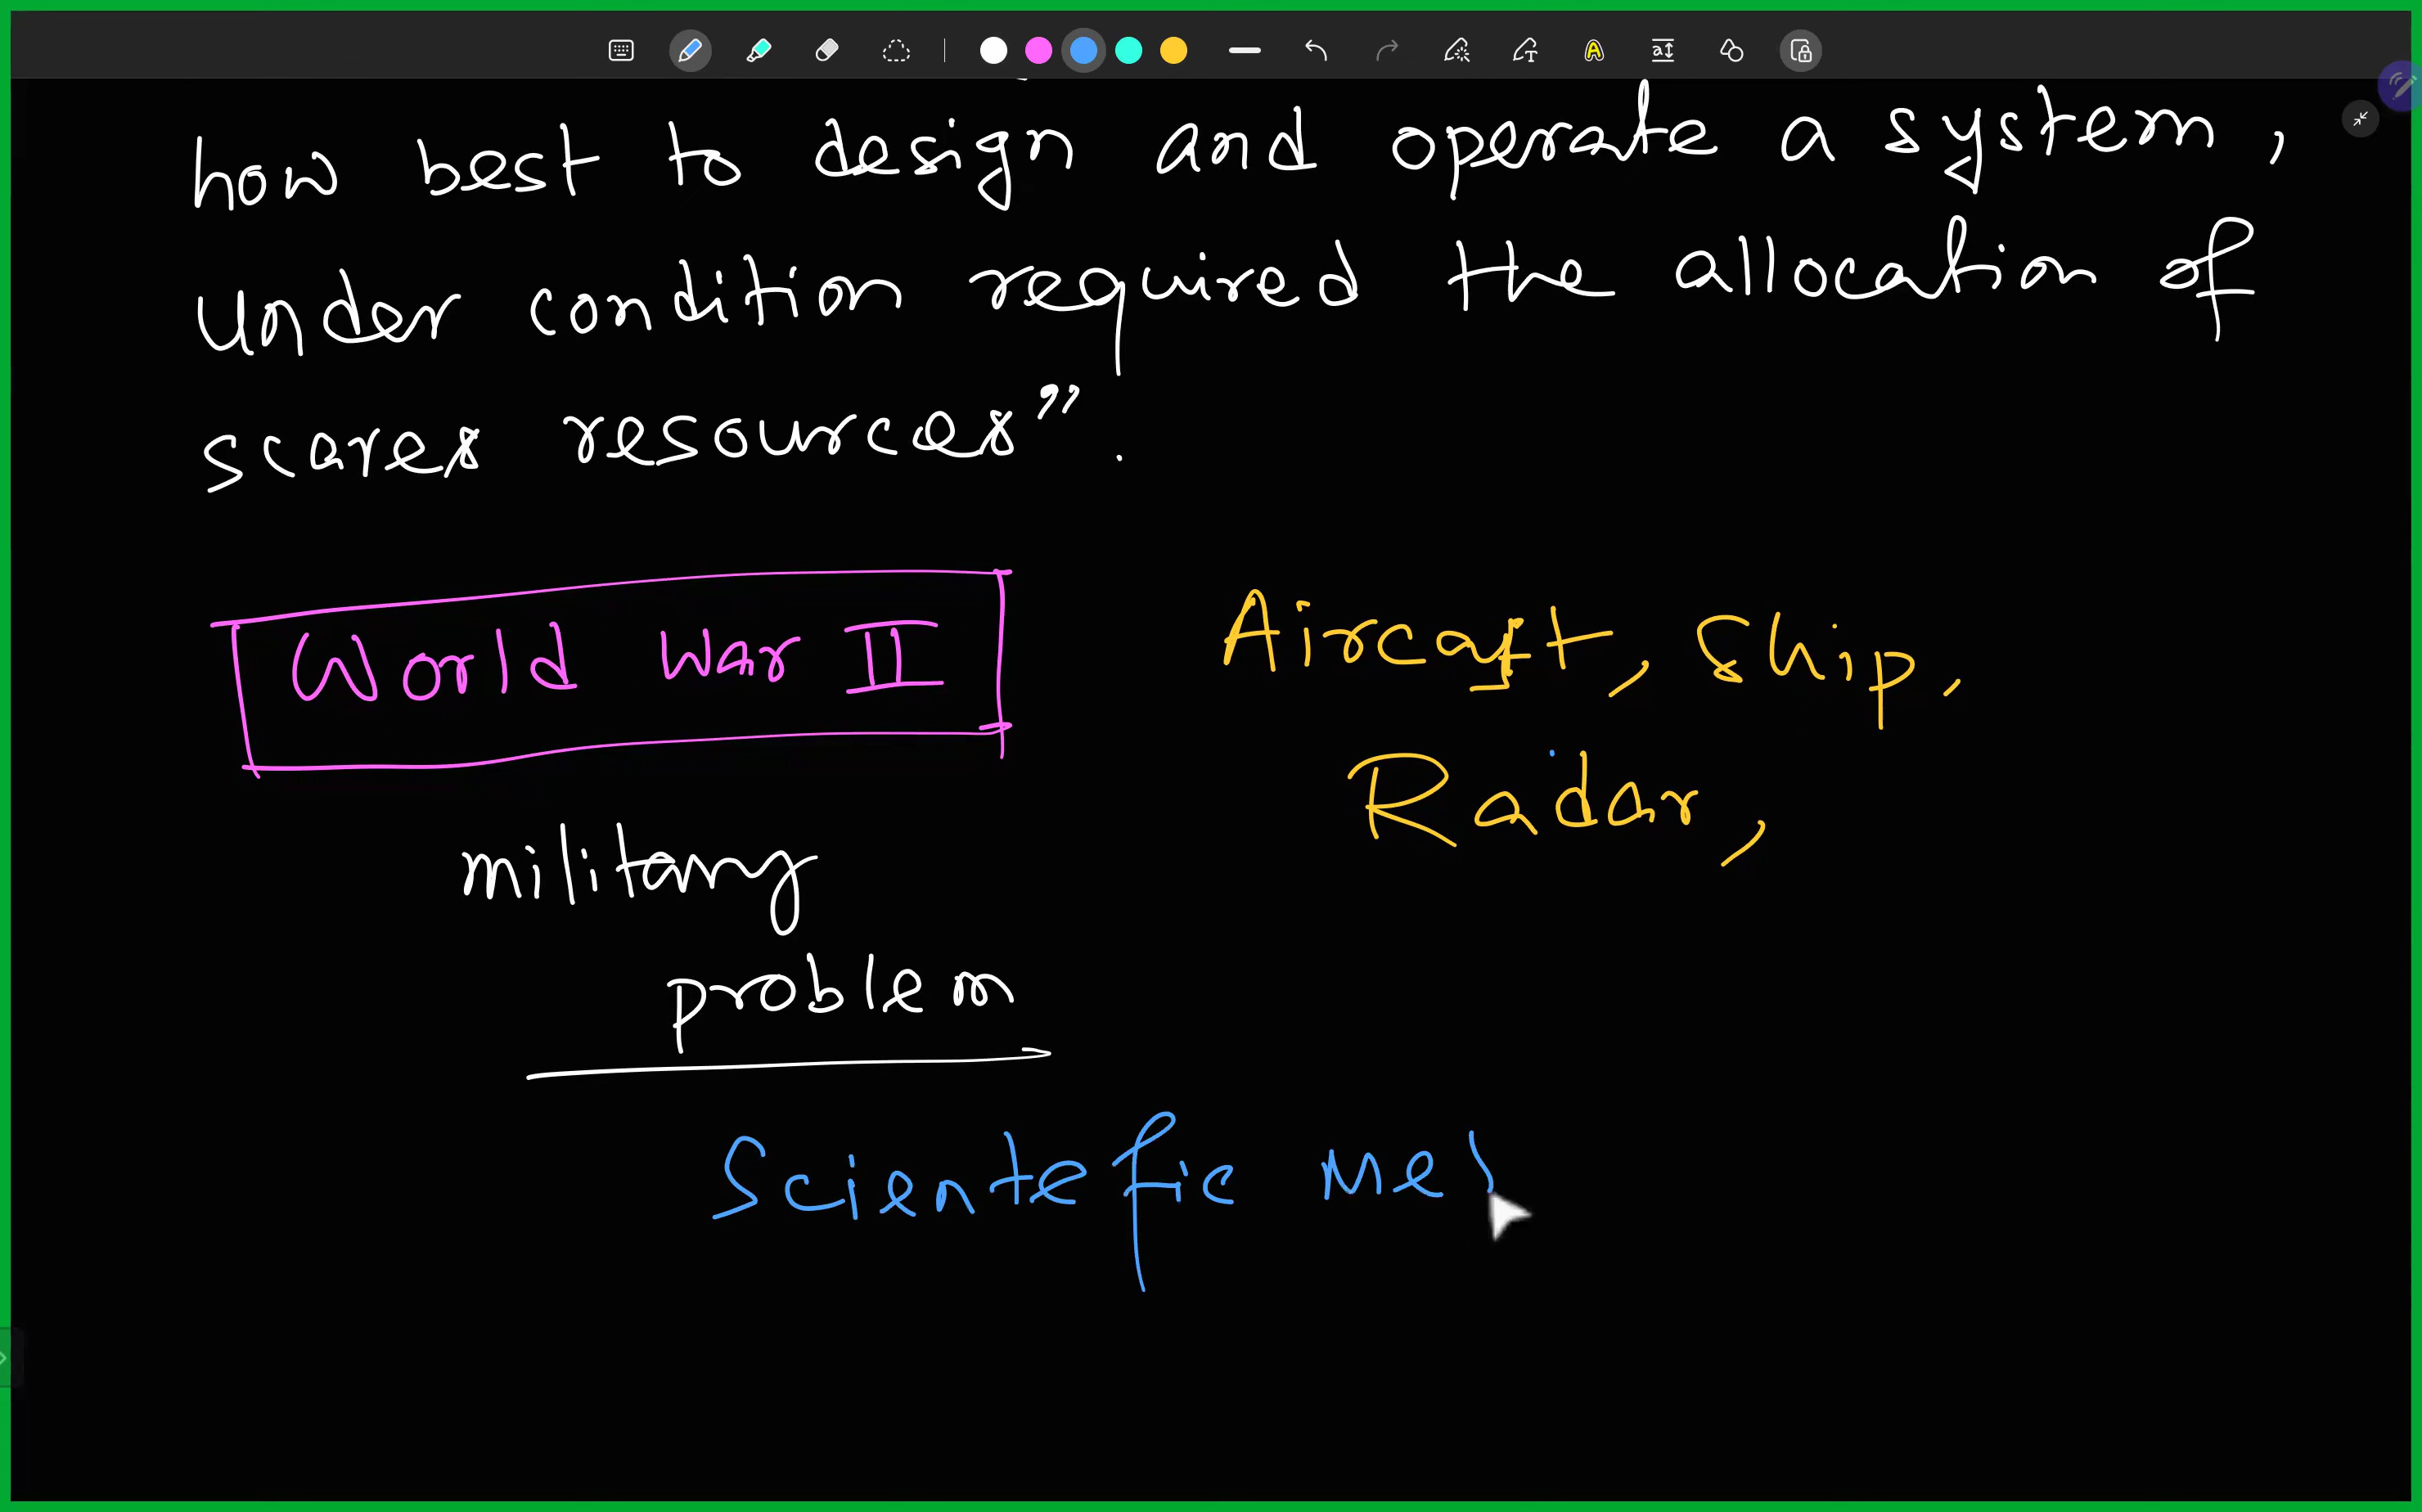 how best to design and operate a system,
under condition required the allocation of
scares resources".
World War II
Aircaft, Ship,
Radar,
military
problem
Scientefic me